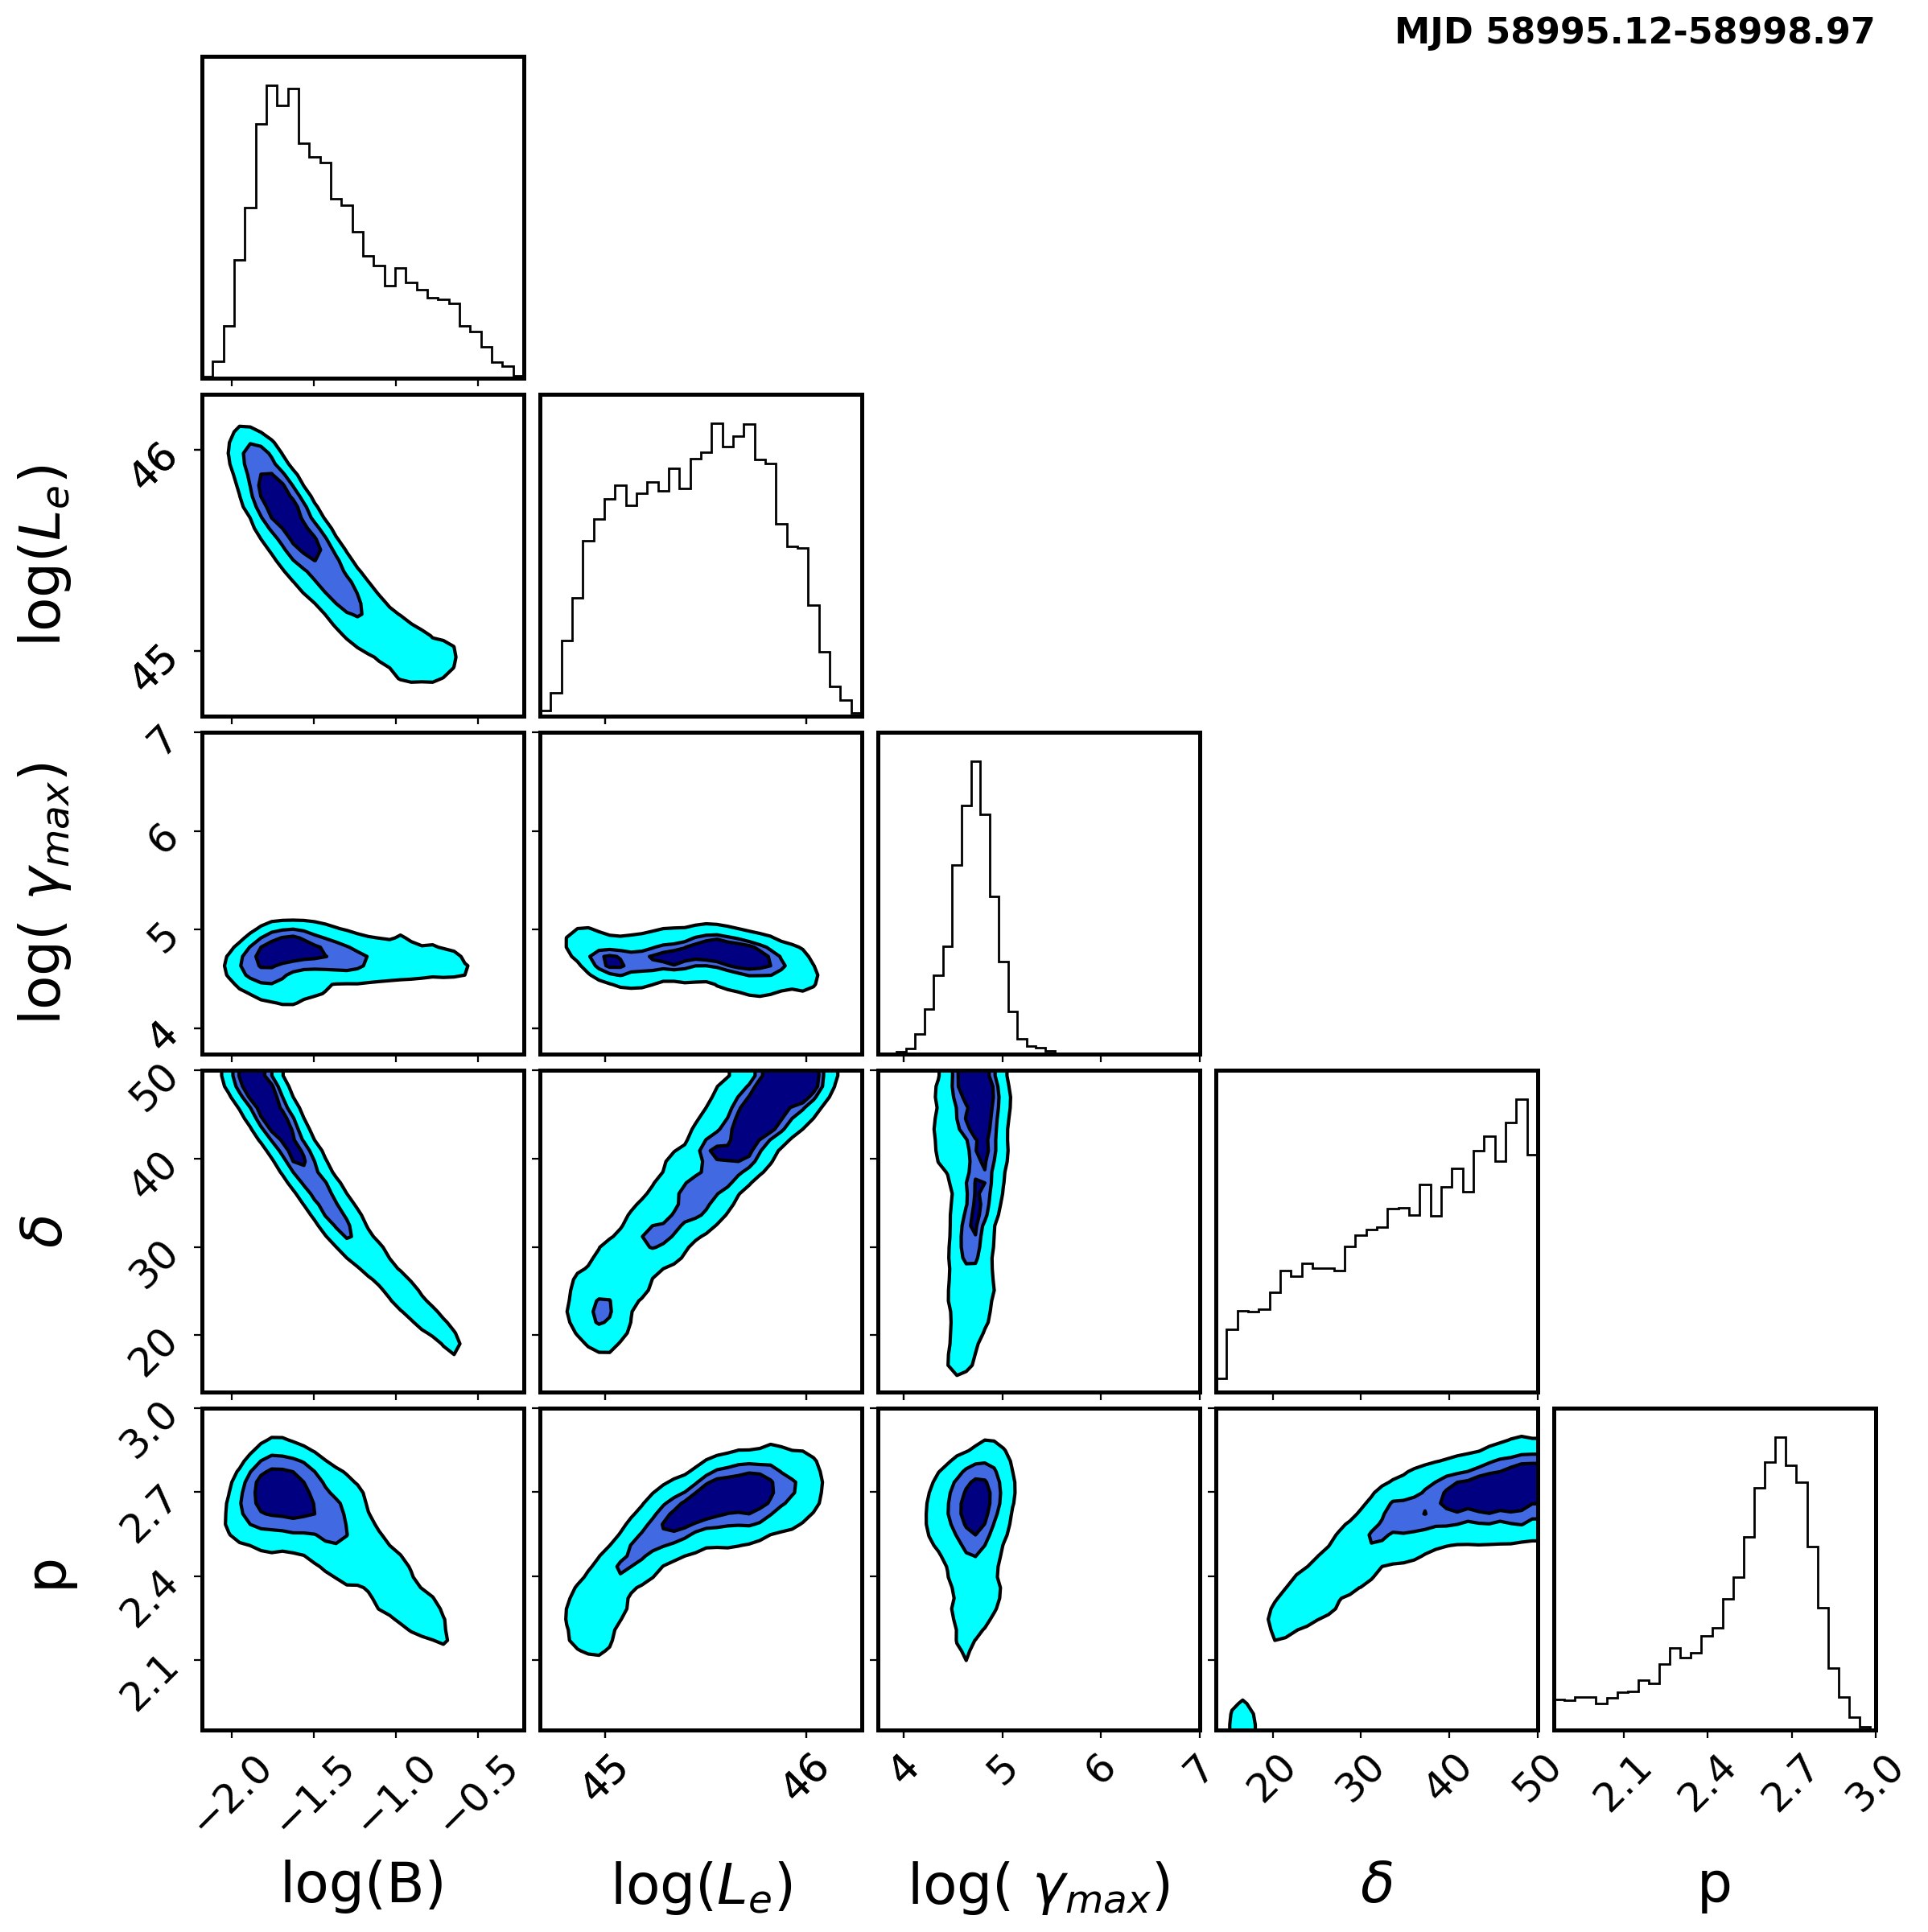 MJD 58995.12-58998.97
log(Lₑ)
46
45
log( γₘₐₓ)
7
6
5
4
δ
50
40
30
20
p
3.0
2.7
2.4
2.1
−2.0 −1.5 −1.0 −0.5 45 46 4 5 6 7 20 30 40 50 2.1 2.4 2.7 3.0
log(B) log(Lₑ) log( γₘₐₓ) δ p